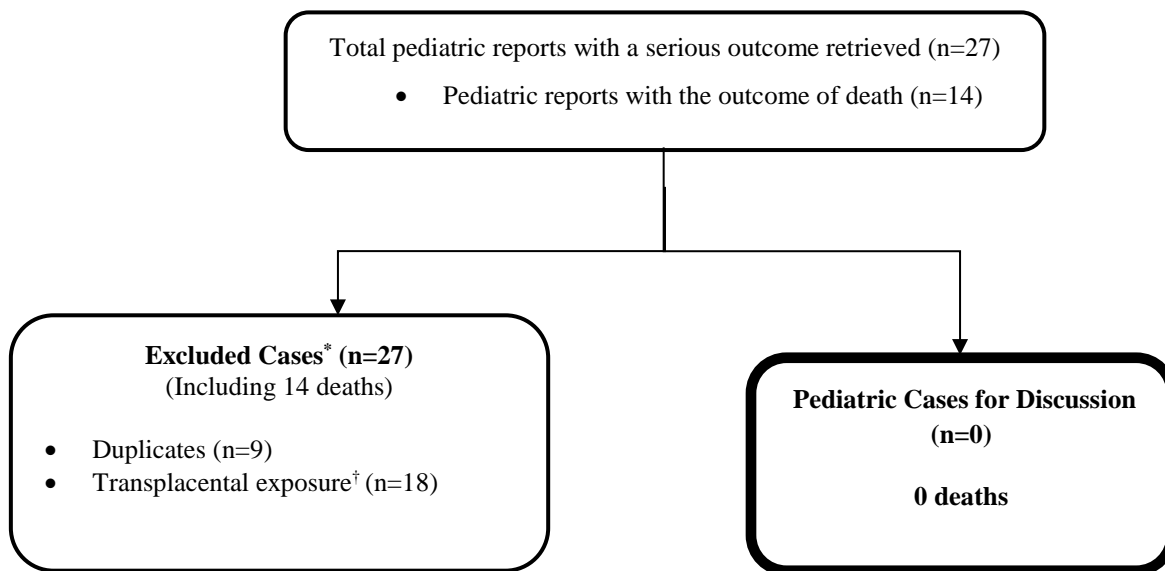 Total pediatric reports with a serious outcome retrieved (n=27)
• Pediatric reports with the outcome of death (n=14)
Excluded Cases* (n=27)
(Including 14 deaths)
• Duplicates (n=9)
• Transplacental exposure† (n=18)
Pediatric Cases for Discussion
(n=0)
0 deaths